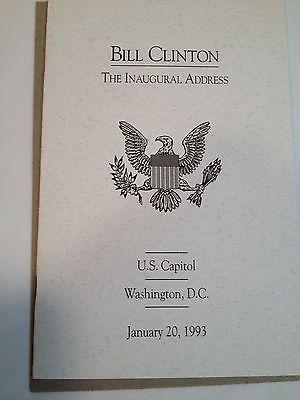 BILL CLINTON
THE INAUGURAL ADDRESS
U.S. Capitol
Washington, D.C.
January 20, 1993